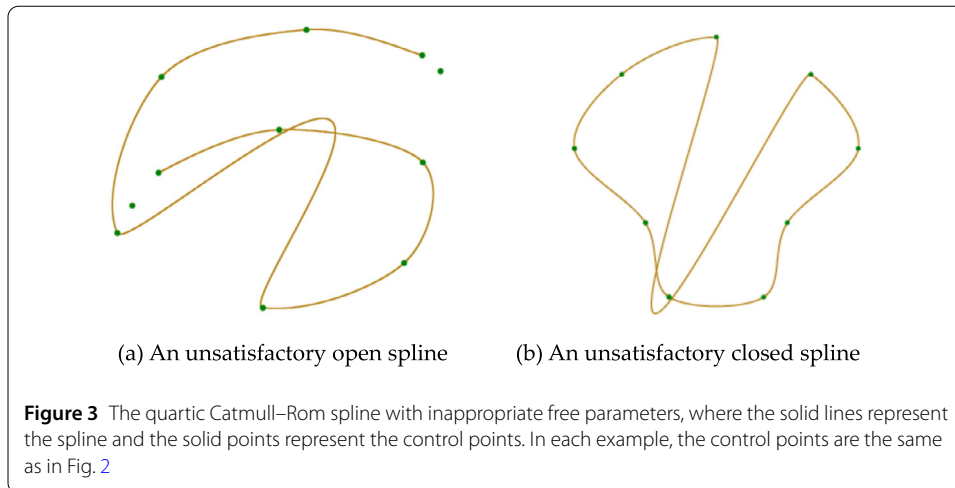 (a) An unsatisfactory open spline
(b) An unsatisfactory closed spline
Figure 3 The quartic Catmull–Rom spline with inappropriate free parameters, where the solid lines represent
the spline and the solid points represent the control points. In each example, the control points are the same
as in Fig. 2